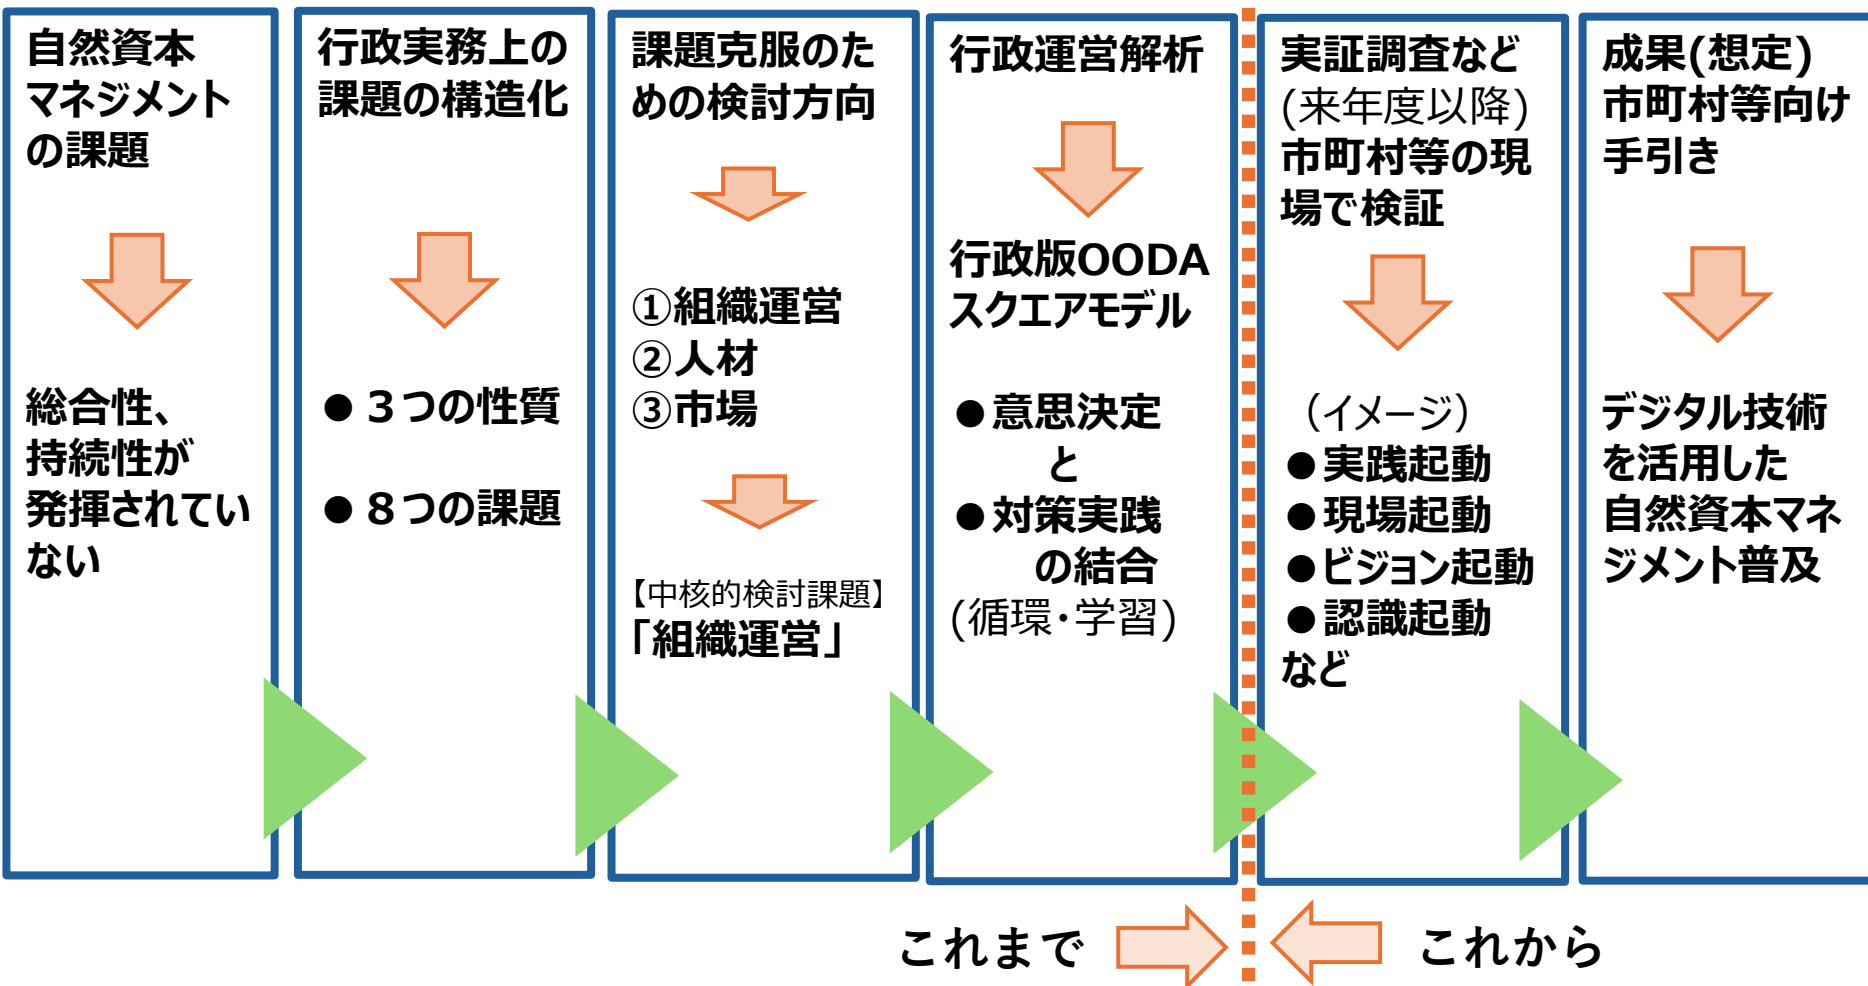 自然資本
マネジメント
の課題
総合性、
持続性が
発揮されてい
ない
行政実務上の
課題の構造化
●３つの性質
●８つの課題
課題克服のた
めの検討方向
①組織運営
②人材
③市場
【中核的検討課題】
「組織運営」
行政運営解析
行政版OODA
スクエアモデル
●意思決定
と
●対策実践
の結合
(循環・学習)
実証調査など
(来年度以降)
市町村等の現
場で検証
（イメージ）
●実践起動
●現場起動
●ビジョン起動
●認識起動
など
成果(想定)
市町村等向け
手引き
デジタル技術
を活用した
自然資本マネ
ジメント普及
これまで
これから